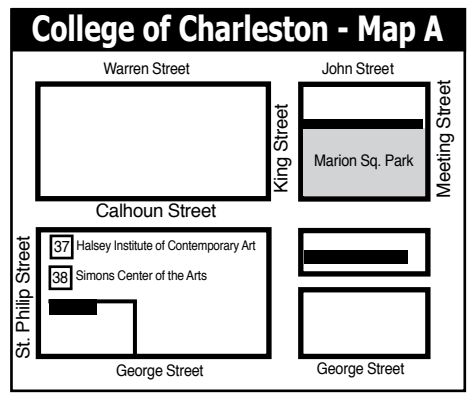 College of Charleston - Map A
Warren Street
John Street
King Street
Meeting Street
Marion Sq. Park
Calhoun Street
St. Philip Street
37 Halsey Institute of Contemporary Art
38 Simons Center of the Arts
George Street
George Street